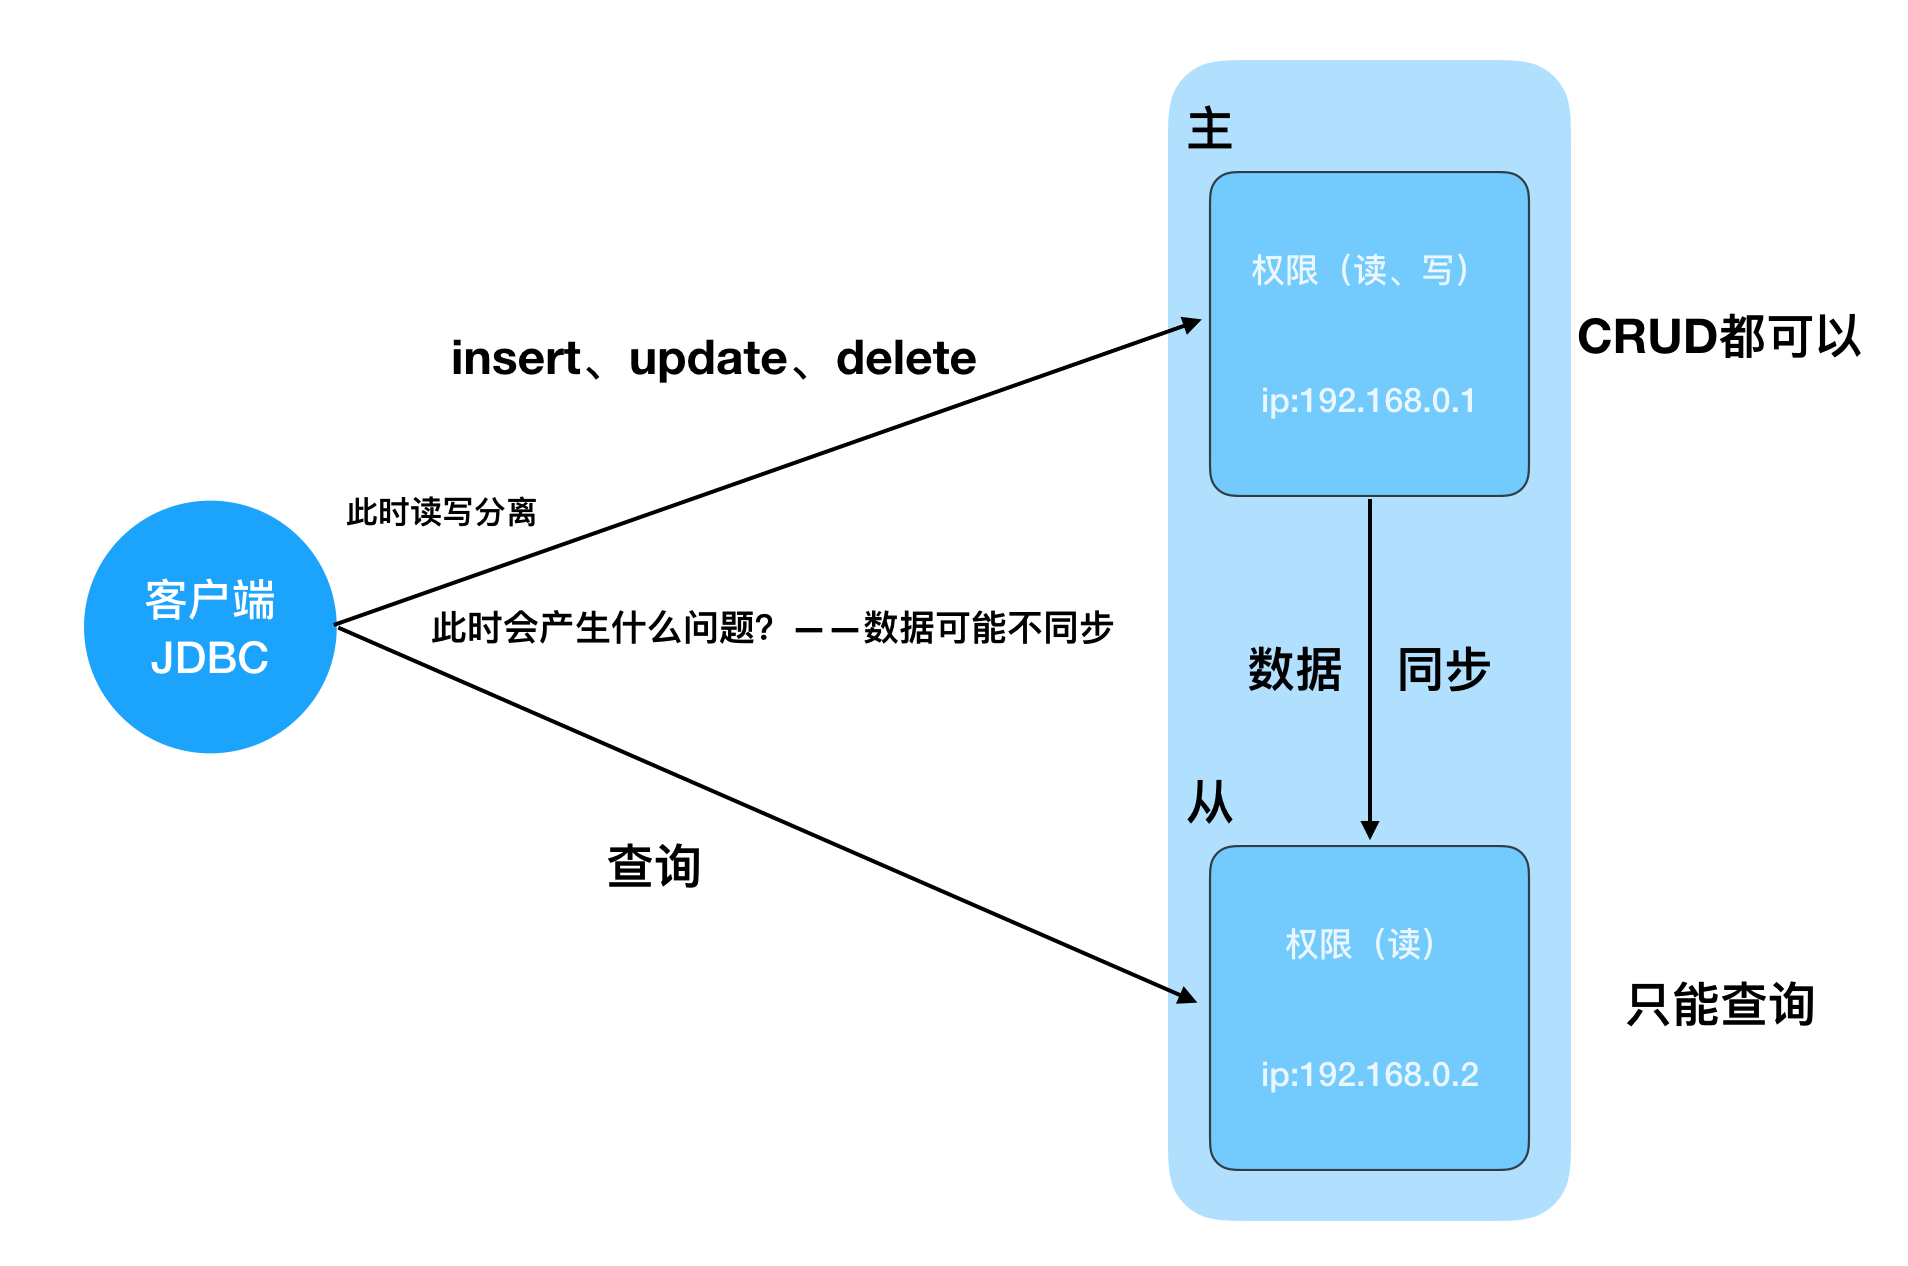 主
权限（读、写）
ip:192.168.0.1
CRUD都可以
insert、update、delete
此时读写分离
客户端
JDBC
此时会产生什么问题？——数据可能不同步
数据 同步
从
查询
权限（读）
ip:192.168.0.2
只能查询